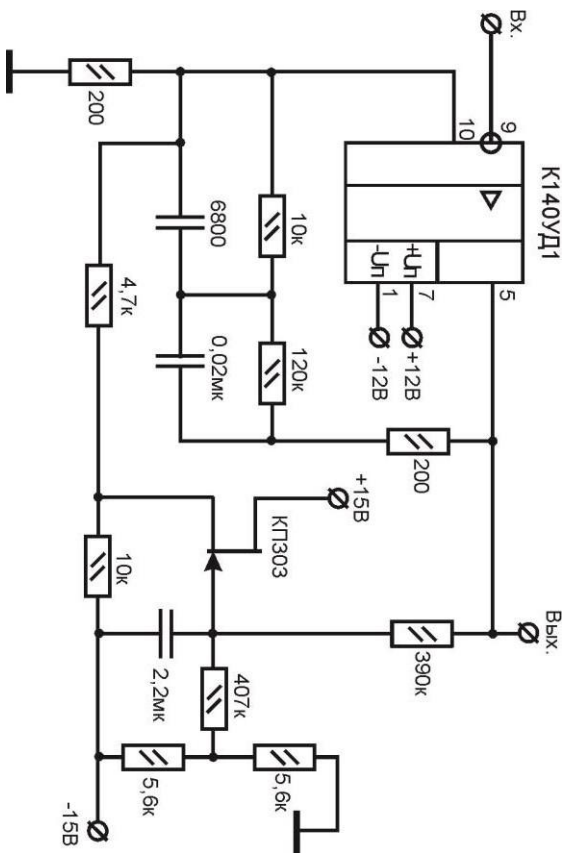 К140УД1
Вх.
9
10
5
+Uп
-Uп
7
1
+12В
-12В
200
10к
120к
200
6800
0,02мк
4,7к
+15В
КП303
Вых.
390к
10к
2,2мк
407к
5,6к
5,6к
-15В